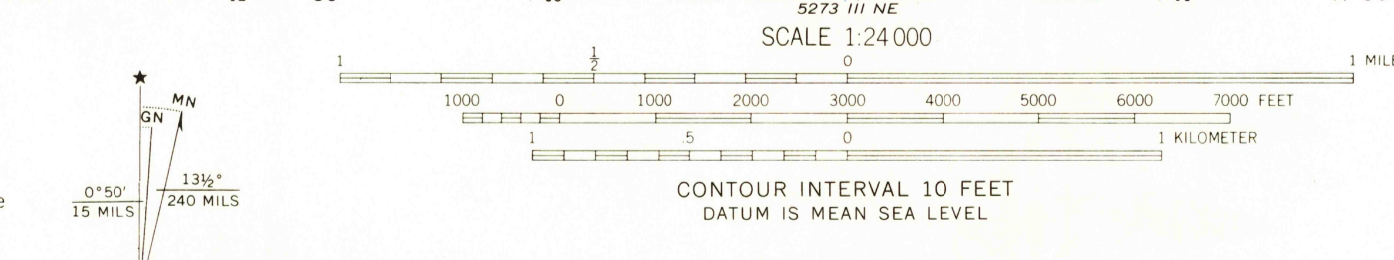 5273 III NE
SCALE 1:24 000
1 1/2 0 1 MILE
1000 0 1000 2000 3000 4000 5000 6000 7000 FEET
1 .5 0 1 KILOMETER
CONTOUR INTERVAL 10 FEET
DATUM IS MEAN SEA LEVEL
★
MN
GN
0°50'
15 MILS
13½°
240 MILS
e